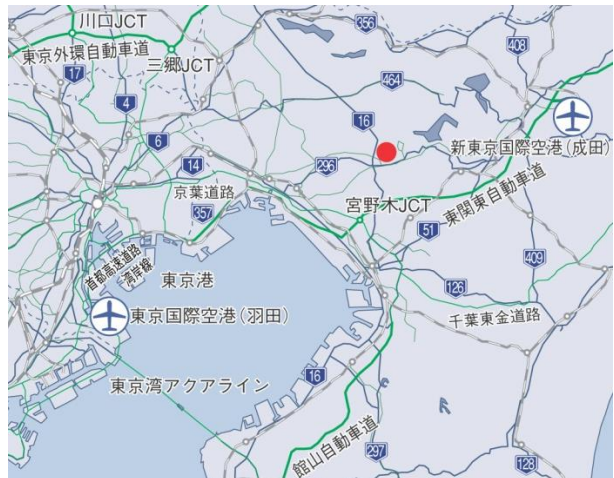 川口JCT
東京外環自動車道
三郷JCT
356
408
17
4
464
6
16
新東京国際空港(成田)
14
296
京葉道路
357
宮野木JCT
東関東自動車道
51
首都高速道路
湾岸線
東京港
126
409
東京国際空港(羽田)
千葉東金道路
東京湾アクアライン
16
館山自動車道
297
128